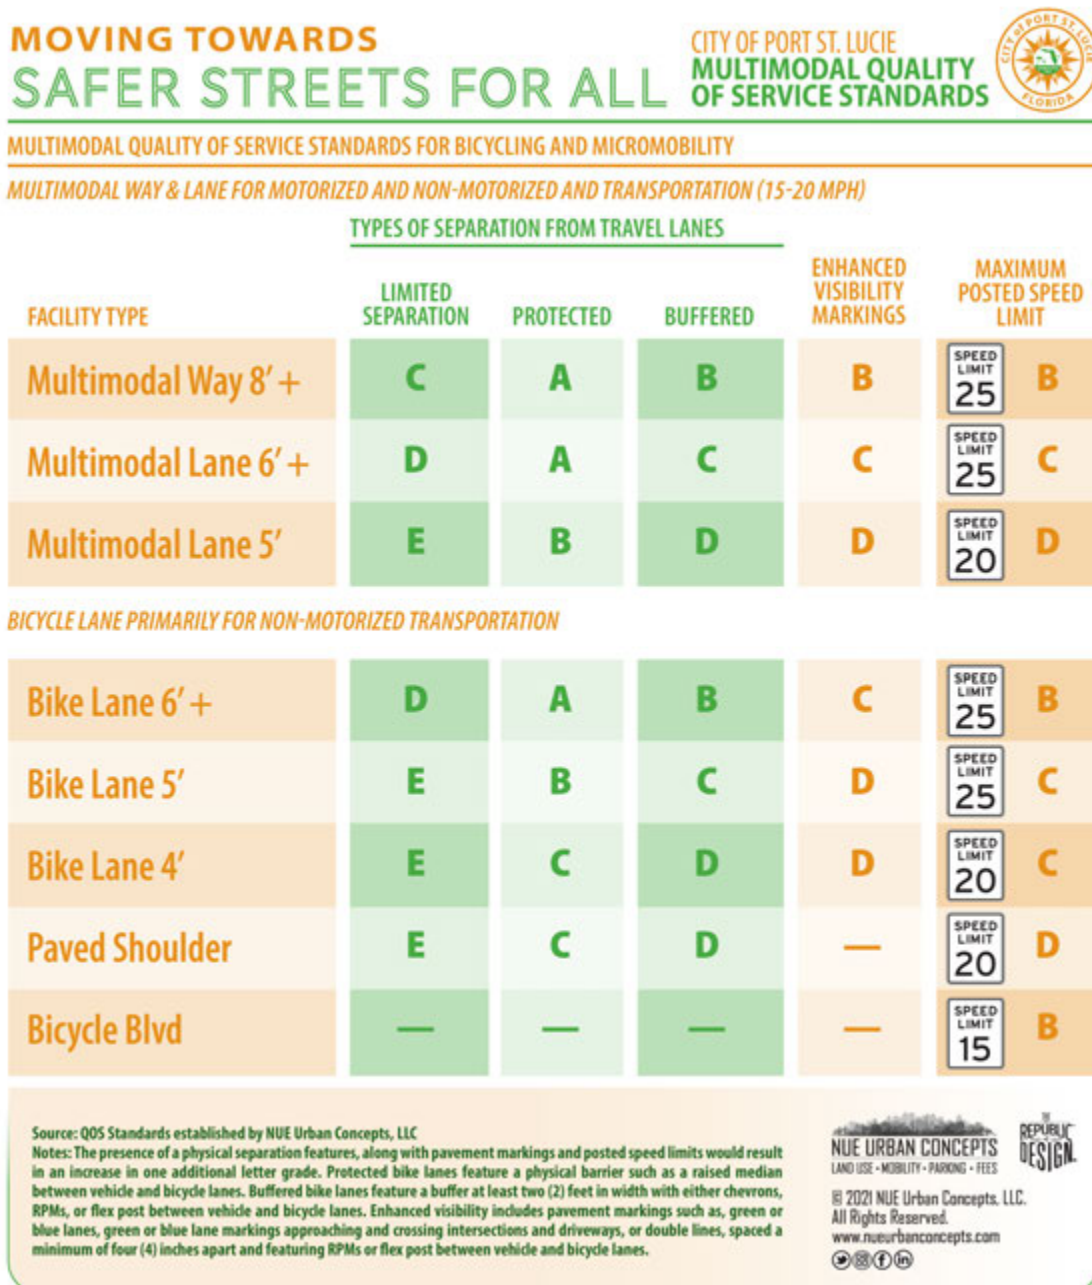 MOVING TOWARDS
SAFER STREETS FOR ALL
CITY OF PORT ST. LUCIE
MULTIMODAL QUALITY
OF SERVICE STANDARDS
CITY OF PORT ST. LUCIE
FLORIDA
MULTIMODAL QUALITY OF SERVICE STANDARDS FOR BICYCLING AND MICROMOBILITY
MULTIMODAL WAY & LANE FOR MOTORIZED AND NON-MOTORIZED AND TRANSPORTATION (15-20 MPH)
TYPES OF SEPARATION FROM TRAVEL LANES
FACILITY TYPE
LIMITED
SEPARATION
PROTECTED
BUFFERED
ENHANCED
VISIBILITY
MARKINGS
MAXIMUM
POSTED SPEED
LIMIT
Multimodal Way 8′ + C A B B SPEED LIMIT 25 B
Multimodal Lane 6′ + D A C C SPEED LIMIT 25 C
Multimodal Lane 5′ E B D D SPEED LIMIT 20 D
BICYCLE LANE PRIMARILY FOR NON-MOTORIZED TRANSPORTATION
Bike Lane 6′ + D A B C SPEED LIMIT 25 B
Bike Lane 5′ E B C D SPEED LIMIT 25 C
Bike Lane 4′ E C D D SPEED LIMIT 20 C
Paved Shoulder E C D — SPEED LIMIT 20 D
Bicycle Blvd — — — — SPEED LIMIT 15 B
Source: QOS Standards established by NUE Urban Concepts, LLC
Notes: The presence of a physical separation features, along with pavement markings and posted speed limits would result
in an increase in one additional letter grade. Protected bike lanes feature a physical barrier such as a raised median
between vehicle and bicycle lanes. Buffered bike lanes feature a buffer at least two (2) feet in width with either chevrons,
RPMs, or flex post between vehicle and bicycle lanes. Enhanced visibility includes pavement markings such as, green or
blue lanes, green or blue lane markings approaching and crossing intersections and driveways, or double lines, spaced a
minimum of four (4) inches apart and featuring RPMs or flex post between vehicle and bicycle lanes.
NUE URBAN CONCEPTS
LAND USE • MOBILITY • PARKING • FEES
THE
REPUBLIC
OF
DESIGN.
© 2021 NUE Urban Concepts, LLC.
All Rights Reserved.
www.nueurbanconcepts.com